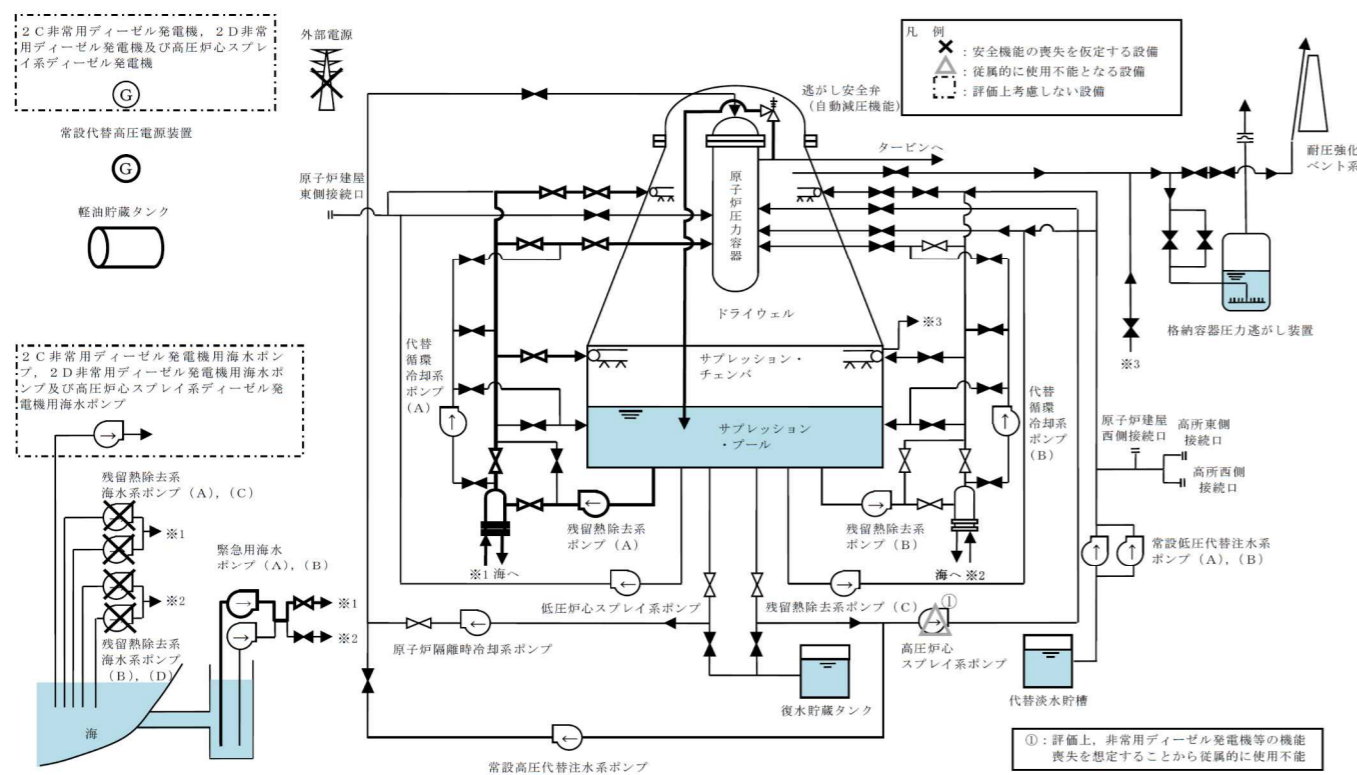 ２Ｃ非常用ディーゼル発電機，２Ｄ非常
用ディーゼル発電機及び高圧炉心スプレ
イ系ディーゼル発電機
Ｇ
常設代替高圧電源装置
Ｇ
軽油貯蔵タンク
外部電源
凡　例
：安全機能の喪失を仮定する設備
：従属的に使用不能となる設備
：評価上考慮しない設備
逃がし安全弁
（自動減圧機能）
タービンへ
耐圧強化
ベント系
原子炉建屋
東側接続口
原子炉圧力容器
ドライウェル
※3
格納容器圧力逃がし装置
※3
代替
循環
冷却系
ポンプ
（Ａ）
サプレッション・
チェンバ
サプレッション
・プール
代替
循環
冷却系
ポンプ
（Ｂ）
原子炉建屋
西側接続口
高所東側
接続口
高所西側
接続口
２Ｃ非常用ディーゼル発電機用海水ポン
プ，２Ｄ非常用ディーゼル発電機用海水ポ
ンプ及び高圧炉心スプレイ系ディーゼル発
電機用海水ポンプ
残留熱除去系
海水系ポンプ（Ａ），（Ｃ）
※1
※2
残留熱除去系
海水系ポンプ
（Ｂ），（Ｄ）
緊急用海水
ポンプ（Ａ），（Ｂ）
※1
※2
海
残留熱除去系
ポンプ（Ａ）
※1 海へ
残留熱除去系
ポンプ（Ｂ）
海へ ※2
常設低圧代替注水系
ポンプ（Ａ），（Ｂ）
低圧炉心スプレイ系ポンプ
残留熱除去系ポンプ（Ｃ）
①
原子炉隔離時冷却系ポンプ
高圧炉心
スプレイ系ポンプ
復水貯蔵タンク
代替淡水貯槽
常設高圧代替注水系ポンプ
①：評価上，非常用ディーゼル発電機等の機能
喪失を想定することから従属的に使用不能